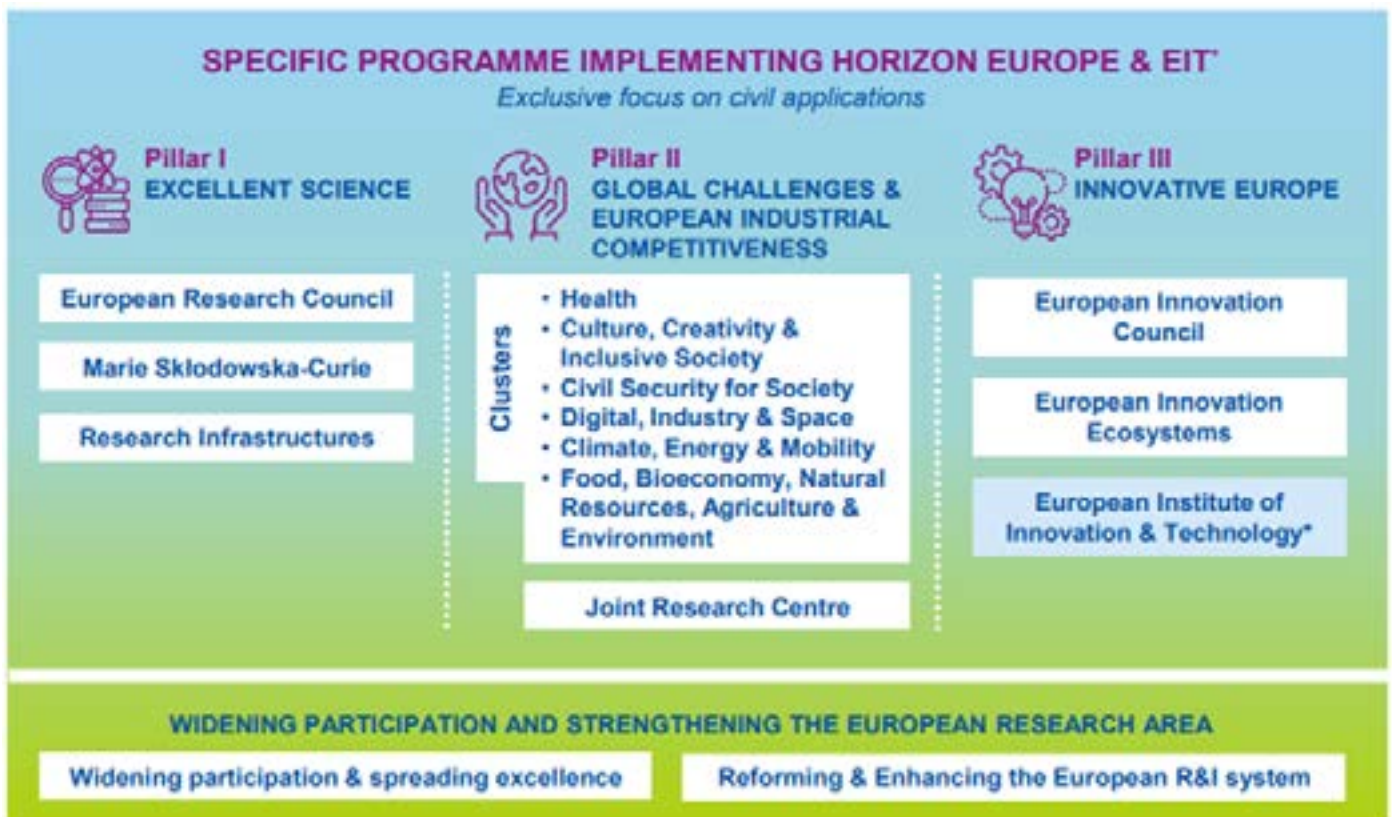 SPECIFIC PROGRAMME IMPLEMENTING HORIZON EUROPE & EIT*
Exclusive focus on civil applications
Pillar I
EXCELLENT SCIENCE
European Research Council
Marie Skłodowska-Curie
Research Infrastructures
Pillar II
GLOBAL CHALLENGES &
EUROPEAN INDUSTRIAL
COMPETITIVENESS
Clusters
• Health
• Culture, Creativity &
Inclusive Society
• Civil Security for Society
• Digital, Industry & Space
• Climate, Energy & Mobility
• Food, Bioeconomy, Natural
Resources, Agriculture &
Environment
Joint Research Centre
Pillar III
INNOVATIVE EUROPE
European Innovation
Council
European Innovation
Ecosystems
European Institute of
Innovation & Technology*
WIDENING PARTICIPATION AND STRENGTHENING THE EUROPEAN RESEARCH AREA
Widening participation & spreading excellence
Reforming & Enhancing the European R&I system